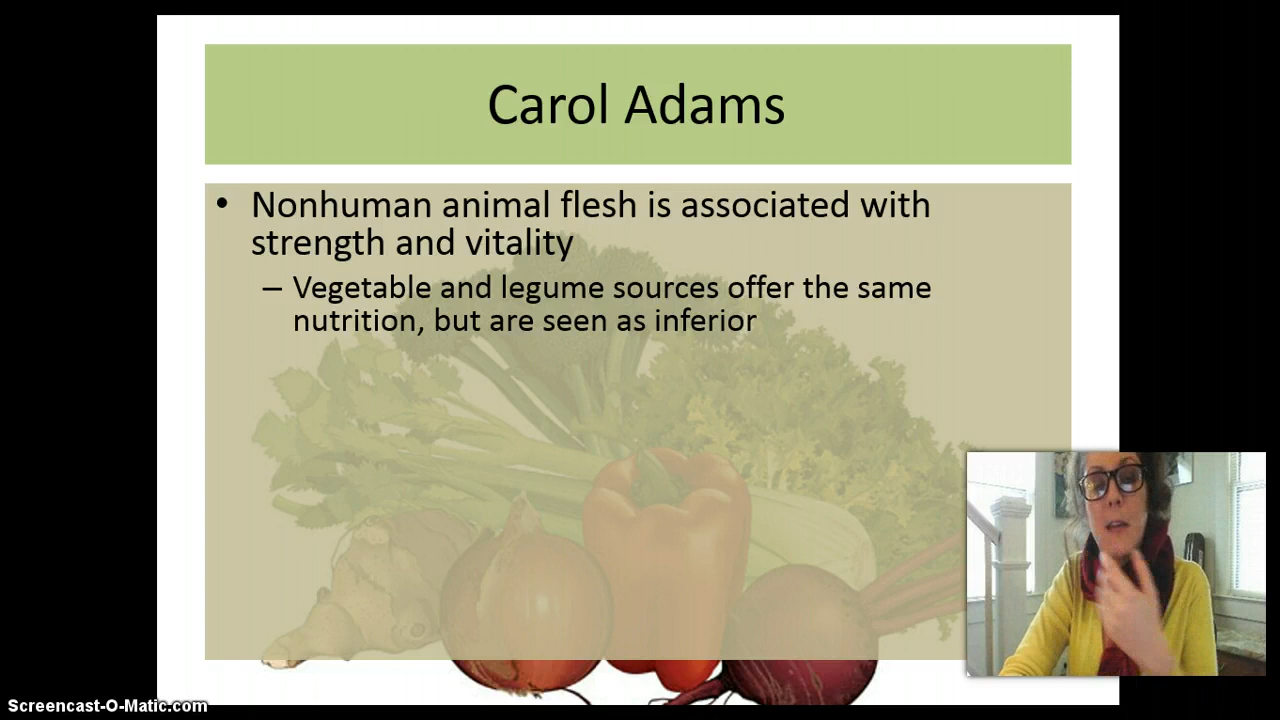 Carol Adams
• Nonhuman animal flesh is associated with
strength and vitality
– Vegetable and legume sources offer the same
nutrition, but are seen as inferior
Screencast-O-Matic.com